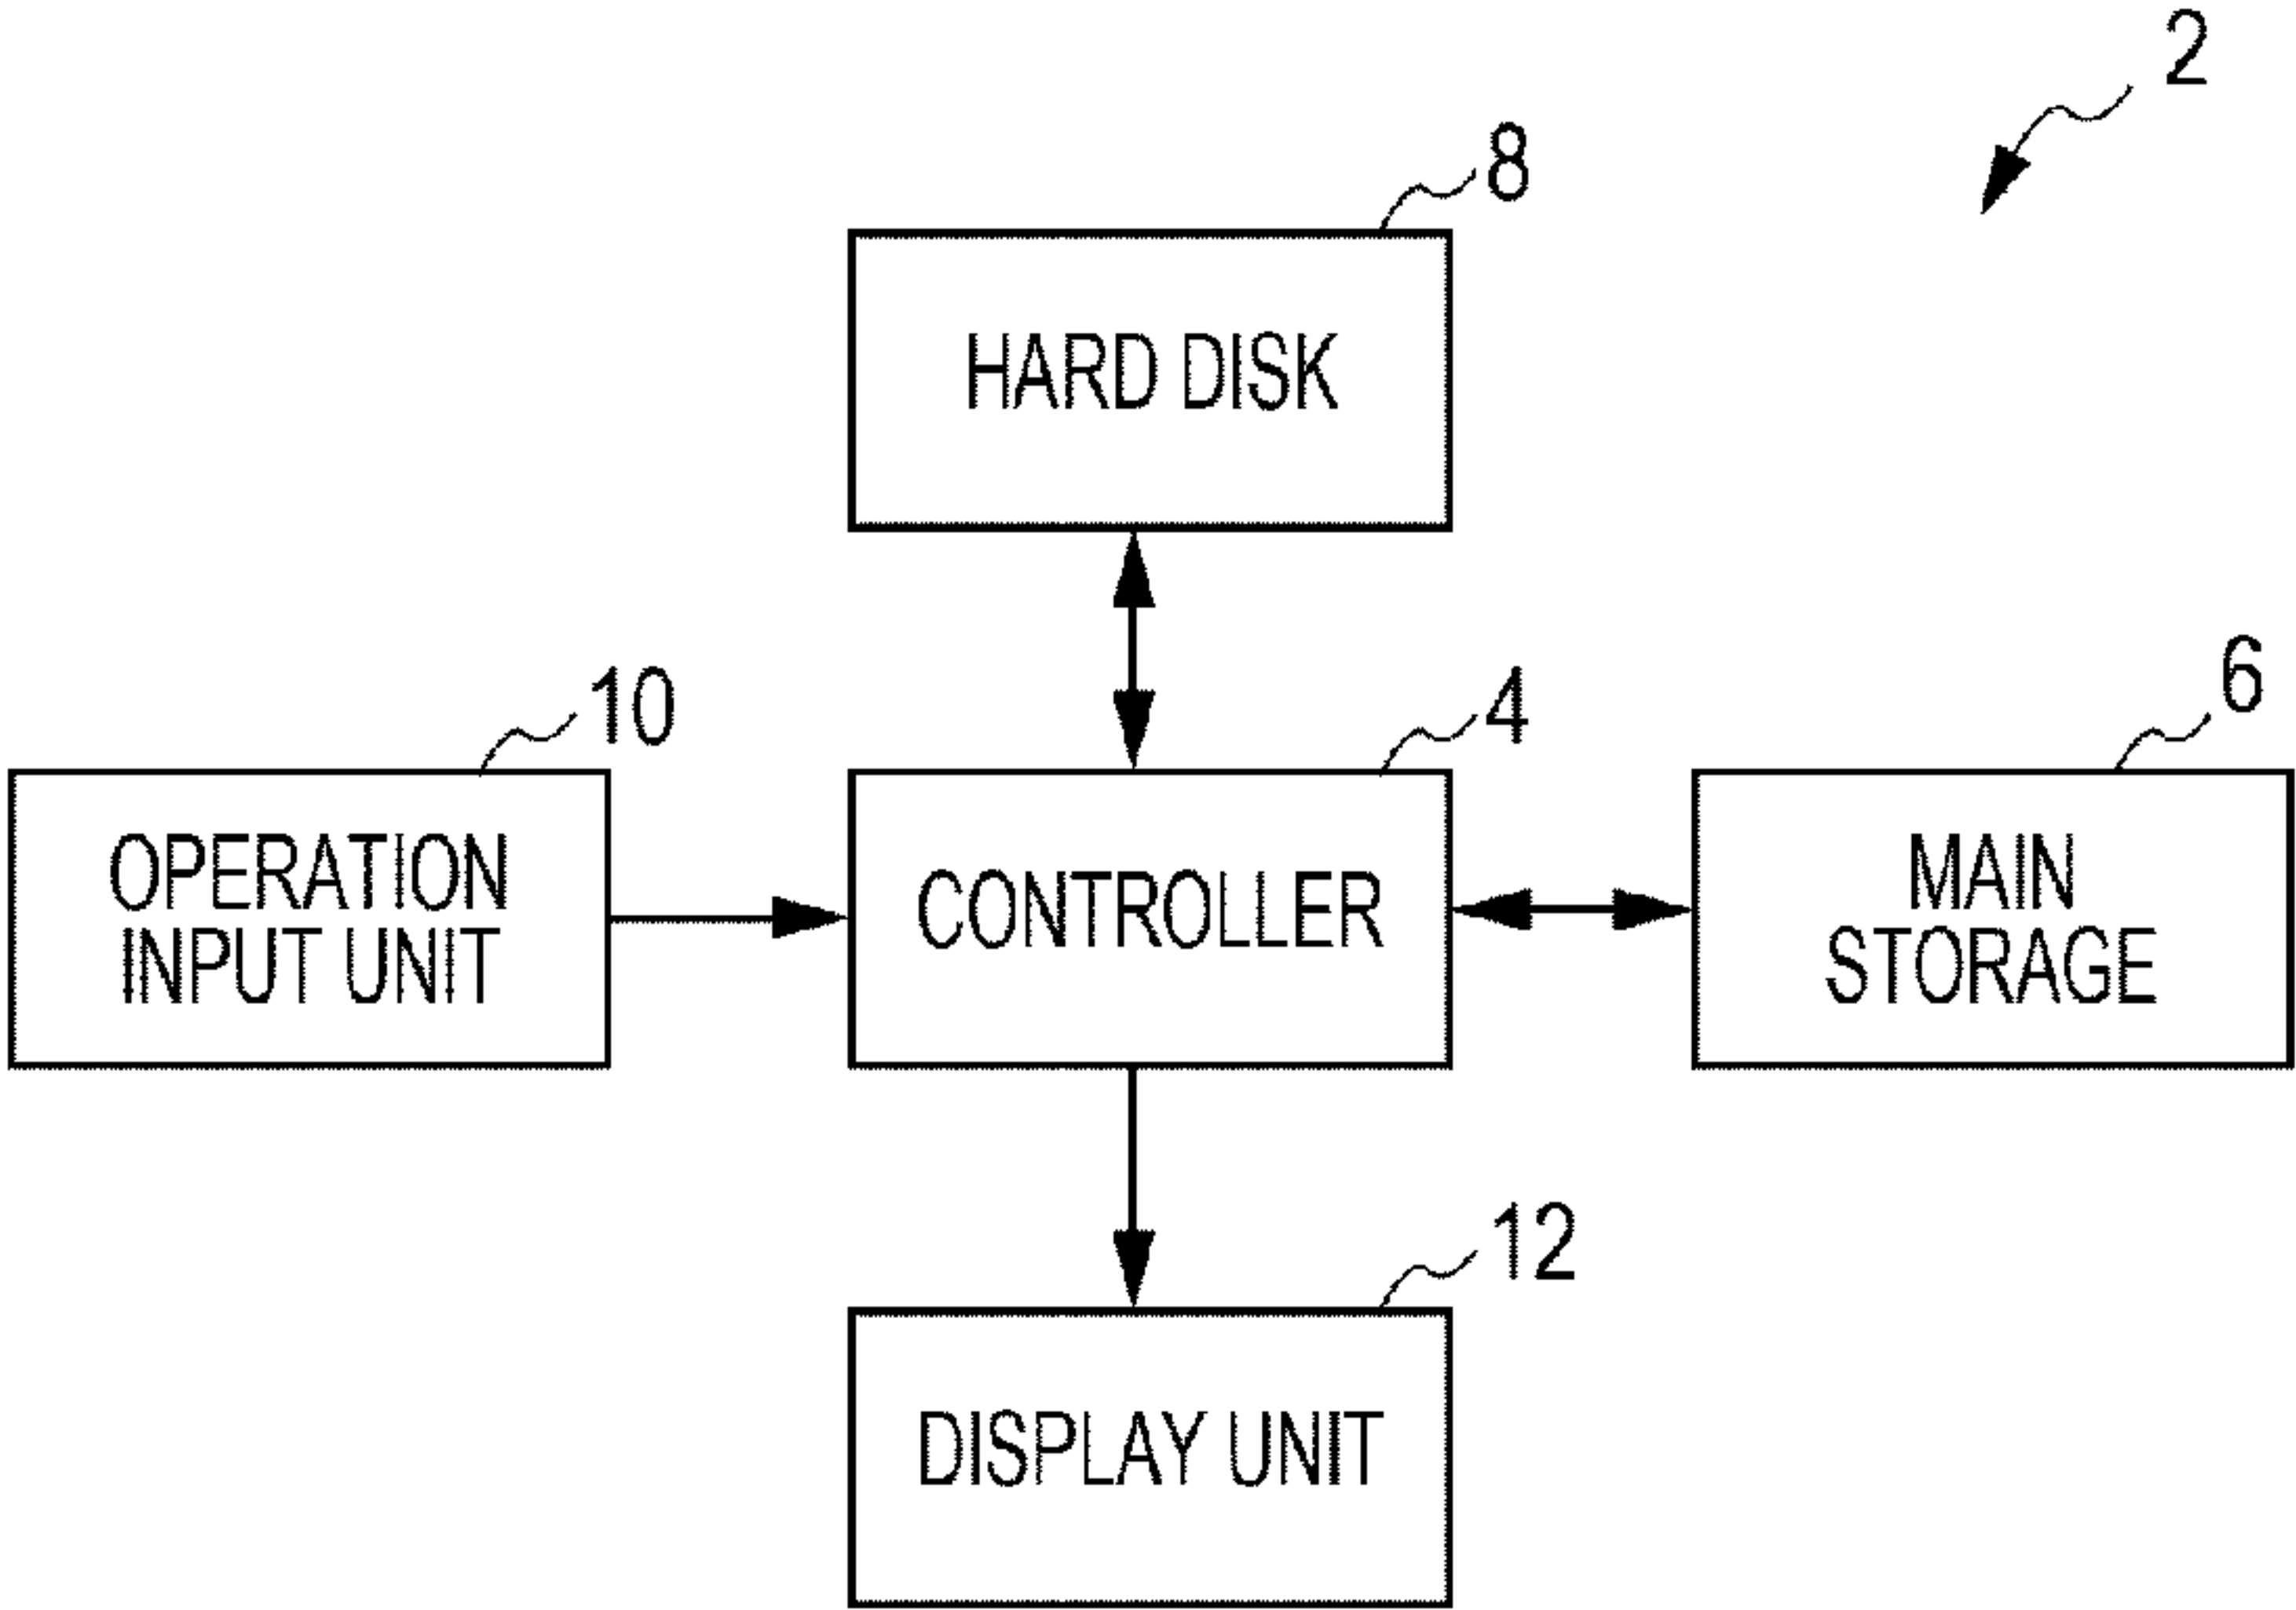 2
8
HARD DISK
10
4
6
OPERATION
INPUT UNIT
CONTROLLER
MAIN
STORAGE
12
DISPLAY UNIT